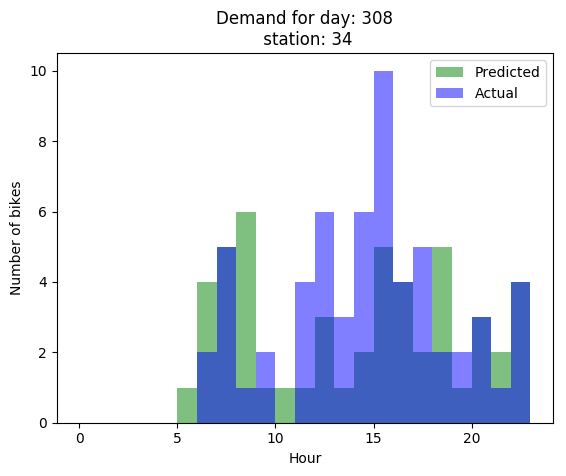 Demand for day: 308
station: 34
Predicted
Actual
Number of bikes
10
8
6
4
2
0
0 5 10 15 20
Hour